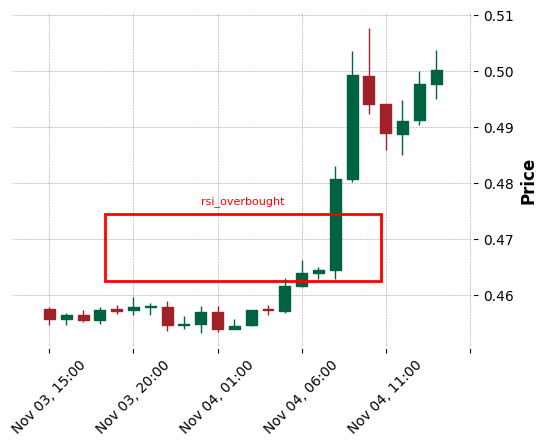 0.51
0.50
0.49
0.48
0.47
0.46
Price
rsi_overbought
Nov 03, 15:00
Nov 03, 20:00
Nov 04, 01:00
Nov 04, 06:00
Nov 04, 11:00